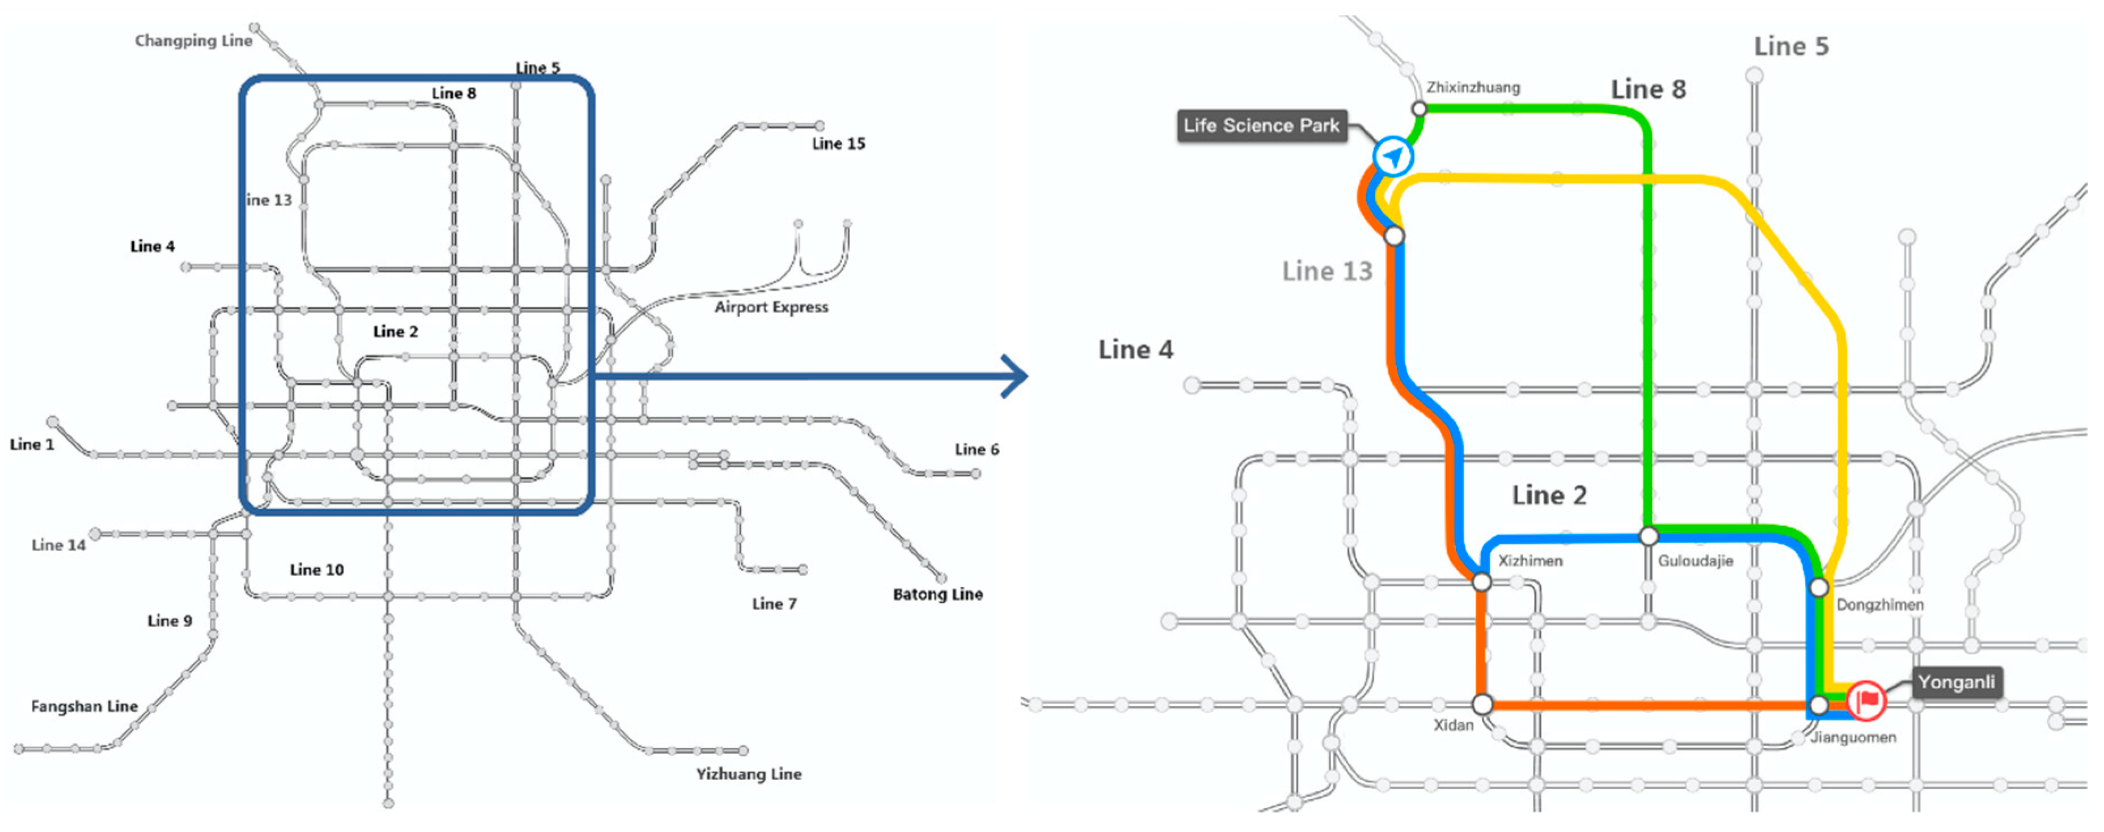 Changping Line
Line 5
Line 8
Line 15
ine 13
Line 4
Airport Express
Line 2
Line 1
Line 6
Line 14
Line 10
Batong Line
Line 7
Line 9
Fangshan Line
Yizhuang Line
Line 5
Zhixinzhuang
Line 8
Life Science Park
Line 13
Line 4
Line 2
Xizhimen
Guloudajie
Dongzhimen
Yonganli
Xidan
Jianguomen